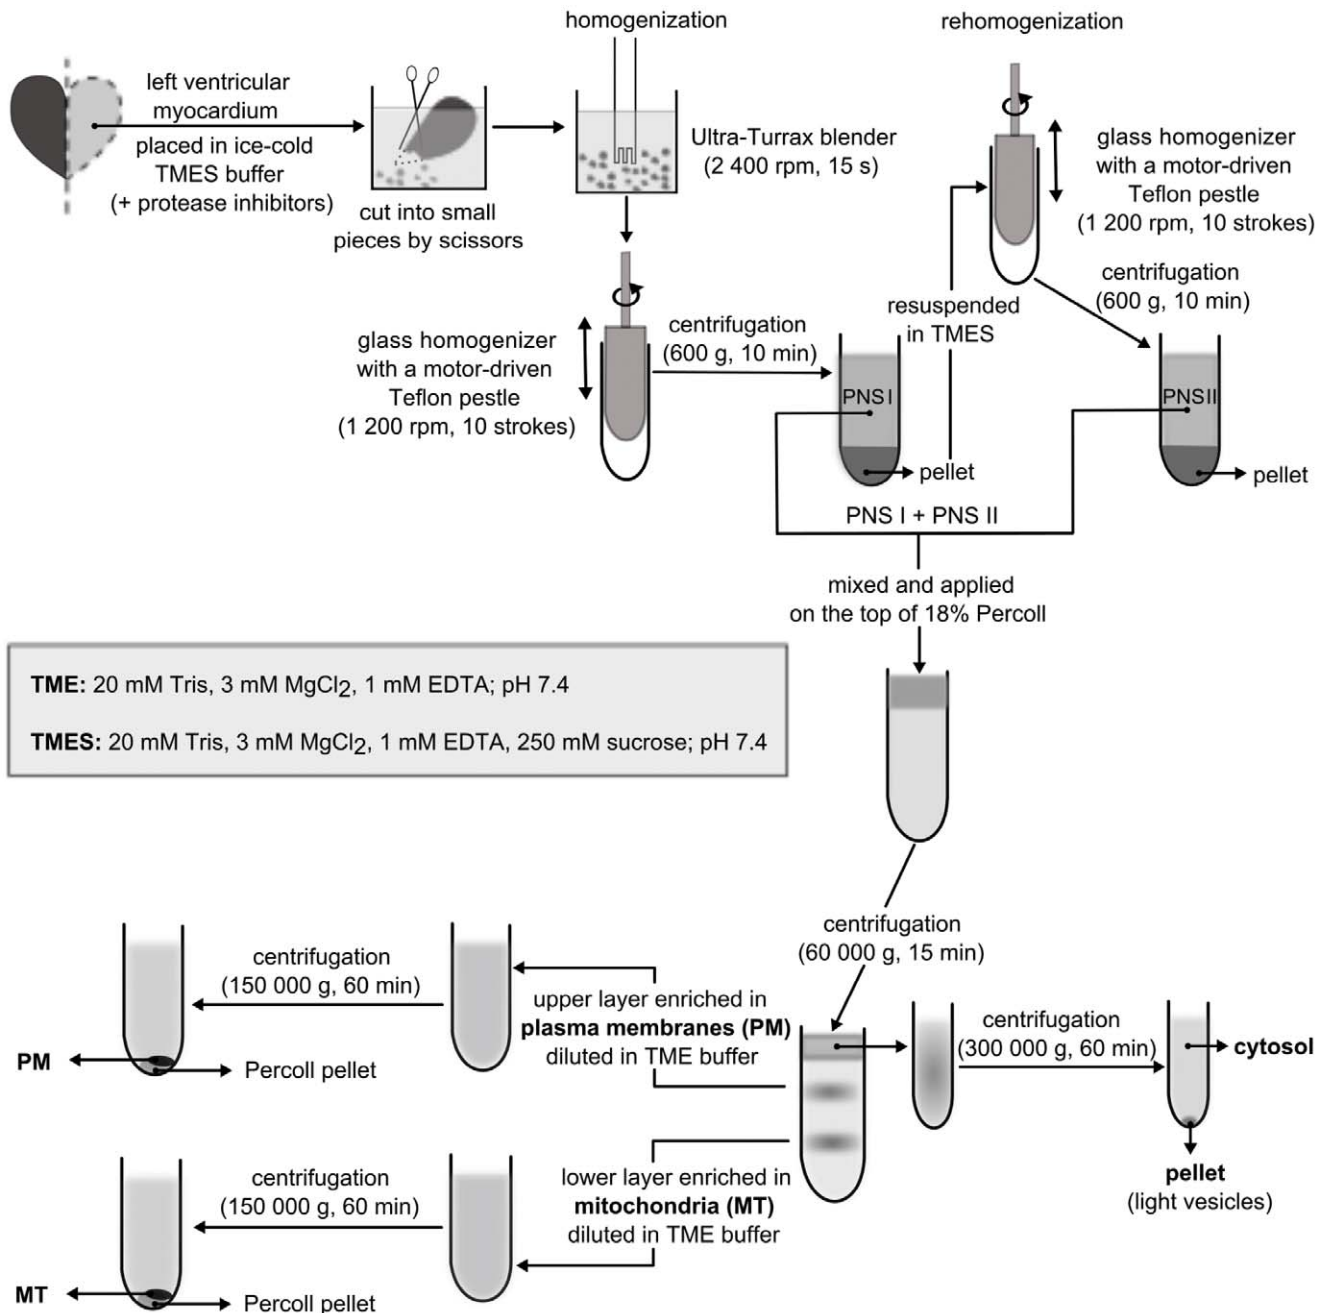 homogenization
rehomogenization
left ventricular
myocardium
placed in ice-cold
TMES buffer
(+ protease inhibitors)
cut into small
pieces by scissors
Ultra-Turrax blender
(2 400 rpm, 15 s)
glass homogenizer
with a motor-driven
Teflon pestle
(1 200 rpm, 10 strokes)
centrifugation
(600 g, 10 min)
resuspended
in TMES
glass homogenizer
with a motor-driven
Teflon pestle
(1 200 rpm, 10 strokes)
centrifugation
(600 g, 10 min)
PNS I
PNS II
pellet
pellet
PNS I + PNS II
mixed and applied
on the top of 18% Percoll
TME: 20 mM Tris, 3 mM MgCl2, 1 mM EDTA; pH 7.4
TMES: 20 mM Tris, 3 mM MgCl2, 1 mM EDTA, 250 mM sucrose; pH 7.4
centrifugation
(60 000 g, 15 min)
centrifugation
(150 000 g, 60 min)
upper layer enriched in
plasma membranes (PM)
diluted in TME buffer
centrifugation
(300 000 g, 60 min)
cytosol
PM
Percoll pellet
pellet
(light vesicles)
centrifugation
(150 000 g, 60 min)
lower layer enriched in
mitochondria (MT)
diluted in TME buffer
MT
Percoll pellet